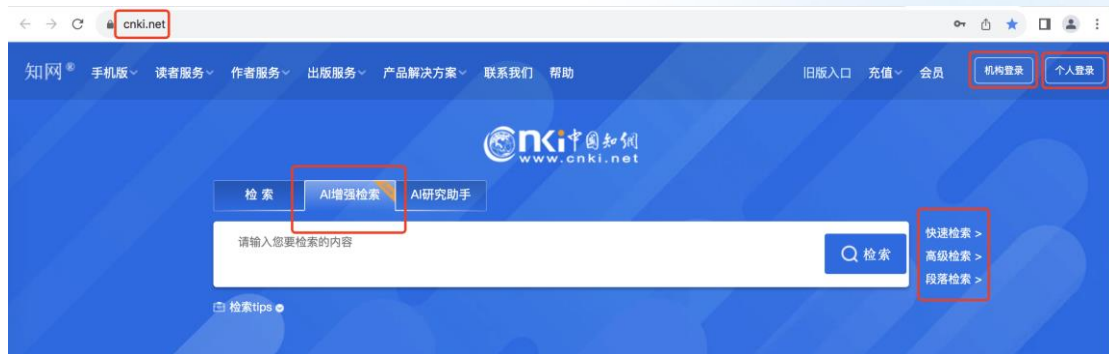 cnki.net
知网® 手机版 读者服务 作者服务 出版服务 产品解决方案 联系我们 帮助 旧版入口 充值 会员 机构登录 个人登录
cnki中国知网
www.cnki.net
检索 AI增强检索 AI研究助手
请输入您要检索的内容 检索
快速检索 >
高级检索 >
段落检索 >
检索tips